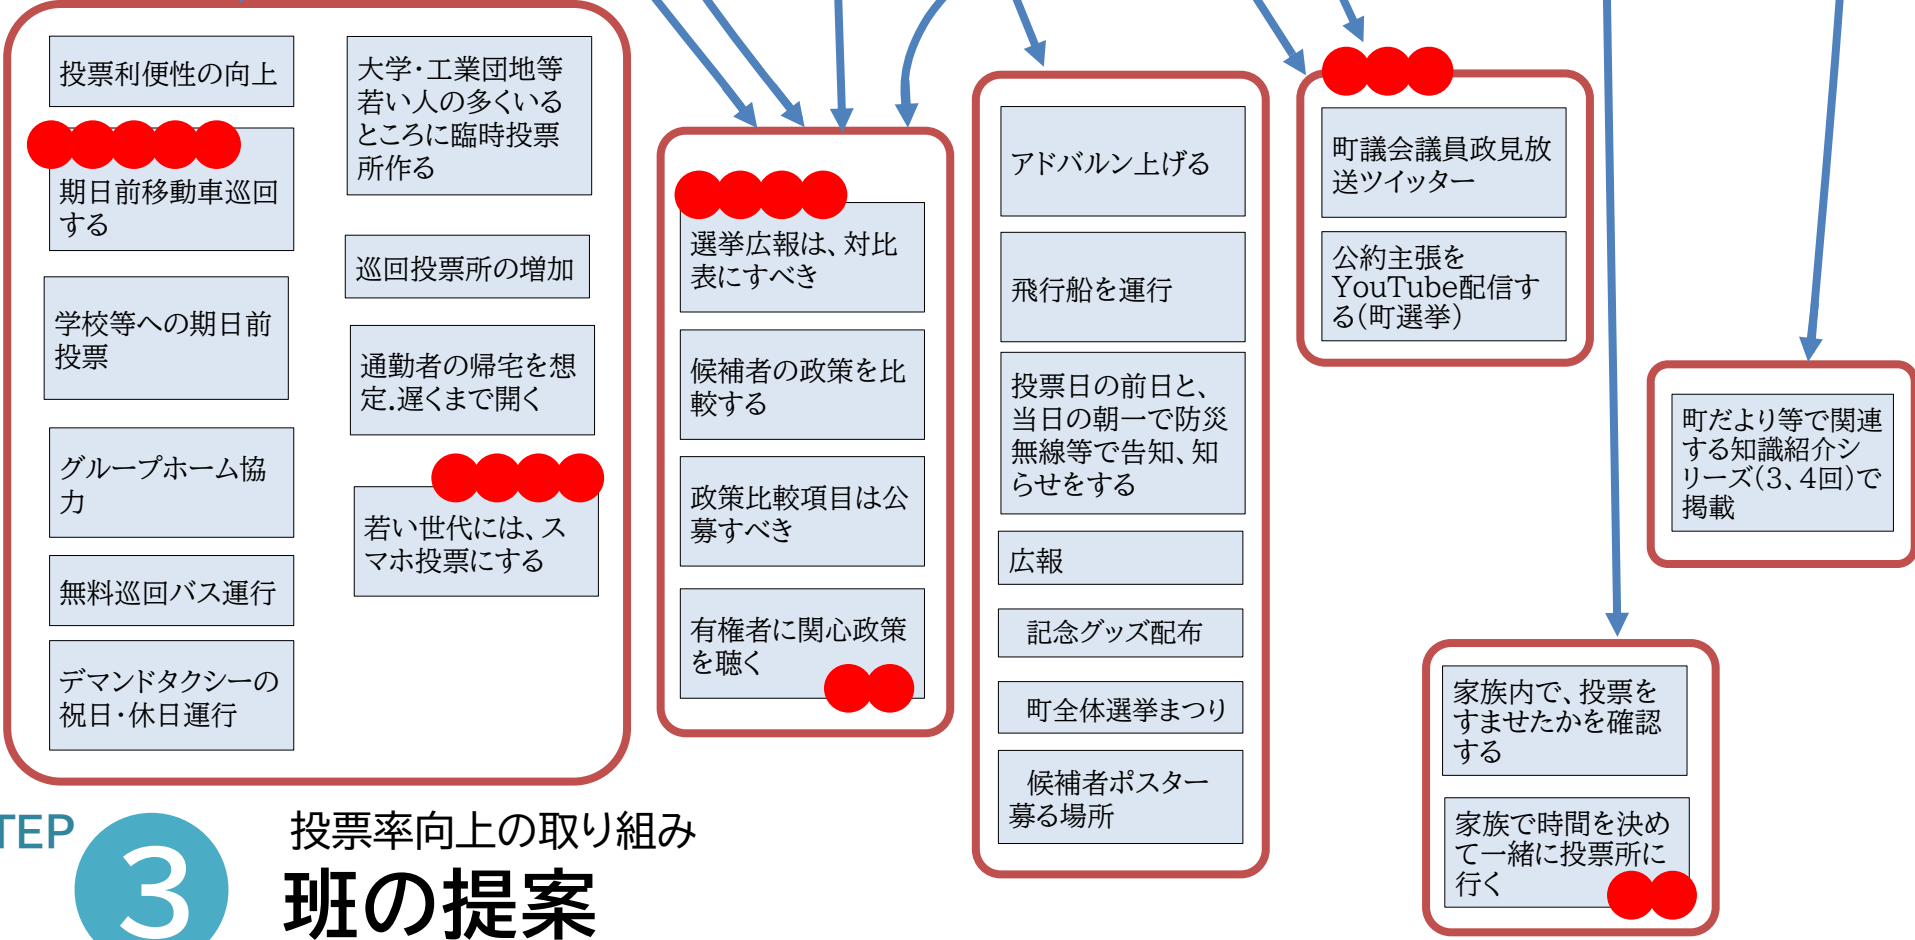 投票利便性の向上
期日前移動車巡回
する
学校等への期日前
投票
グループホーム協
力
無料巡回バス運行
デマンドタクシーの
祝日・休日運行
大学・工業団地等
若い人の多くいる
ところに臨時投票
所作る
巡回投票所の増加
通勤者の帰宅を想
定.遅くまで開く
若い世代には、ス
マホ投票にする
選挙広報は、対比
表にすべき
候補者の政策を比
較する
政策比較項目は公
募すべき
有権者に関心政策
を聴く
アドバルン上げる
飛行船を運行
投票日の前日と、
当日の朝一で防災
無線等で告知、知
らせをする
広報
記念グッズ配布
町全体選挙まつり
候補者ポスター
募る場所
町議会議員政見放
送ツイッター
公約主張を
YouTube配信す
る(町選挙)
町だより等で関連
する知識紹介シ
リーズ(3、4回)で
掲載
家族内で、投票を
すませたかを確認
する
家族で時間を決め
て一緒に投票所に
行く
TEP
3
投票率向上の取り組み
班の提案